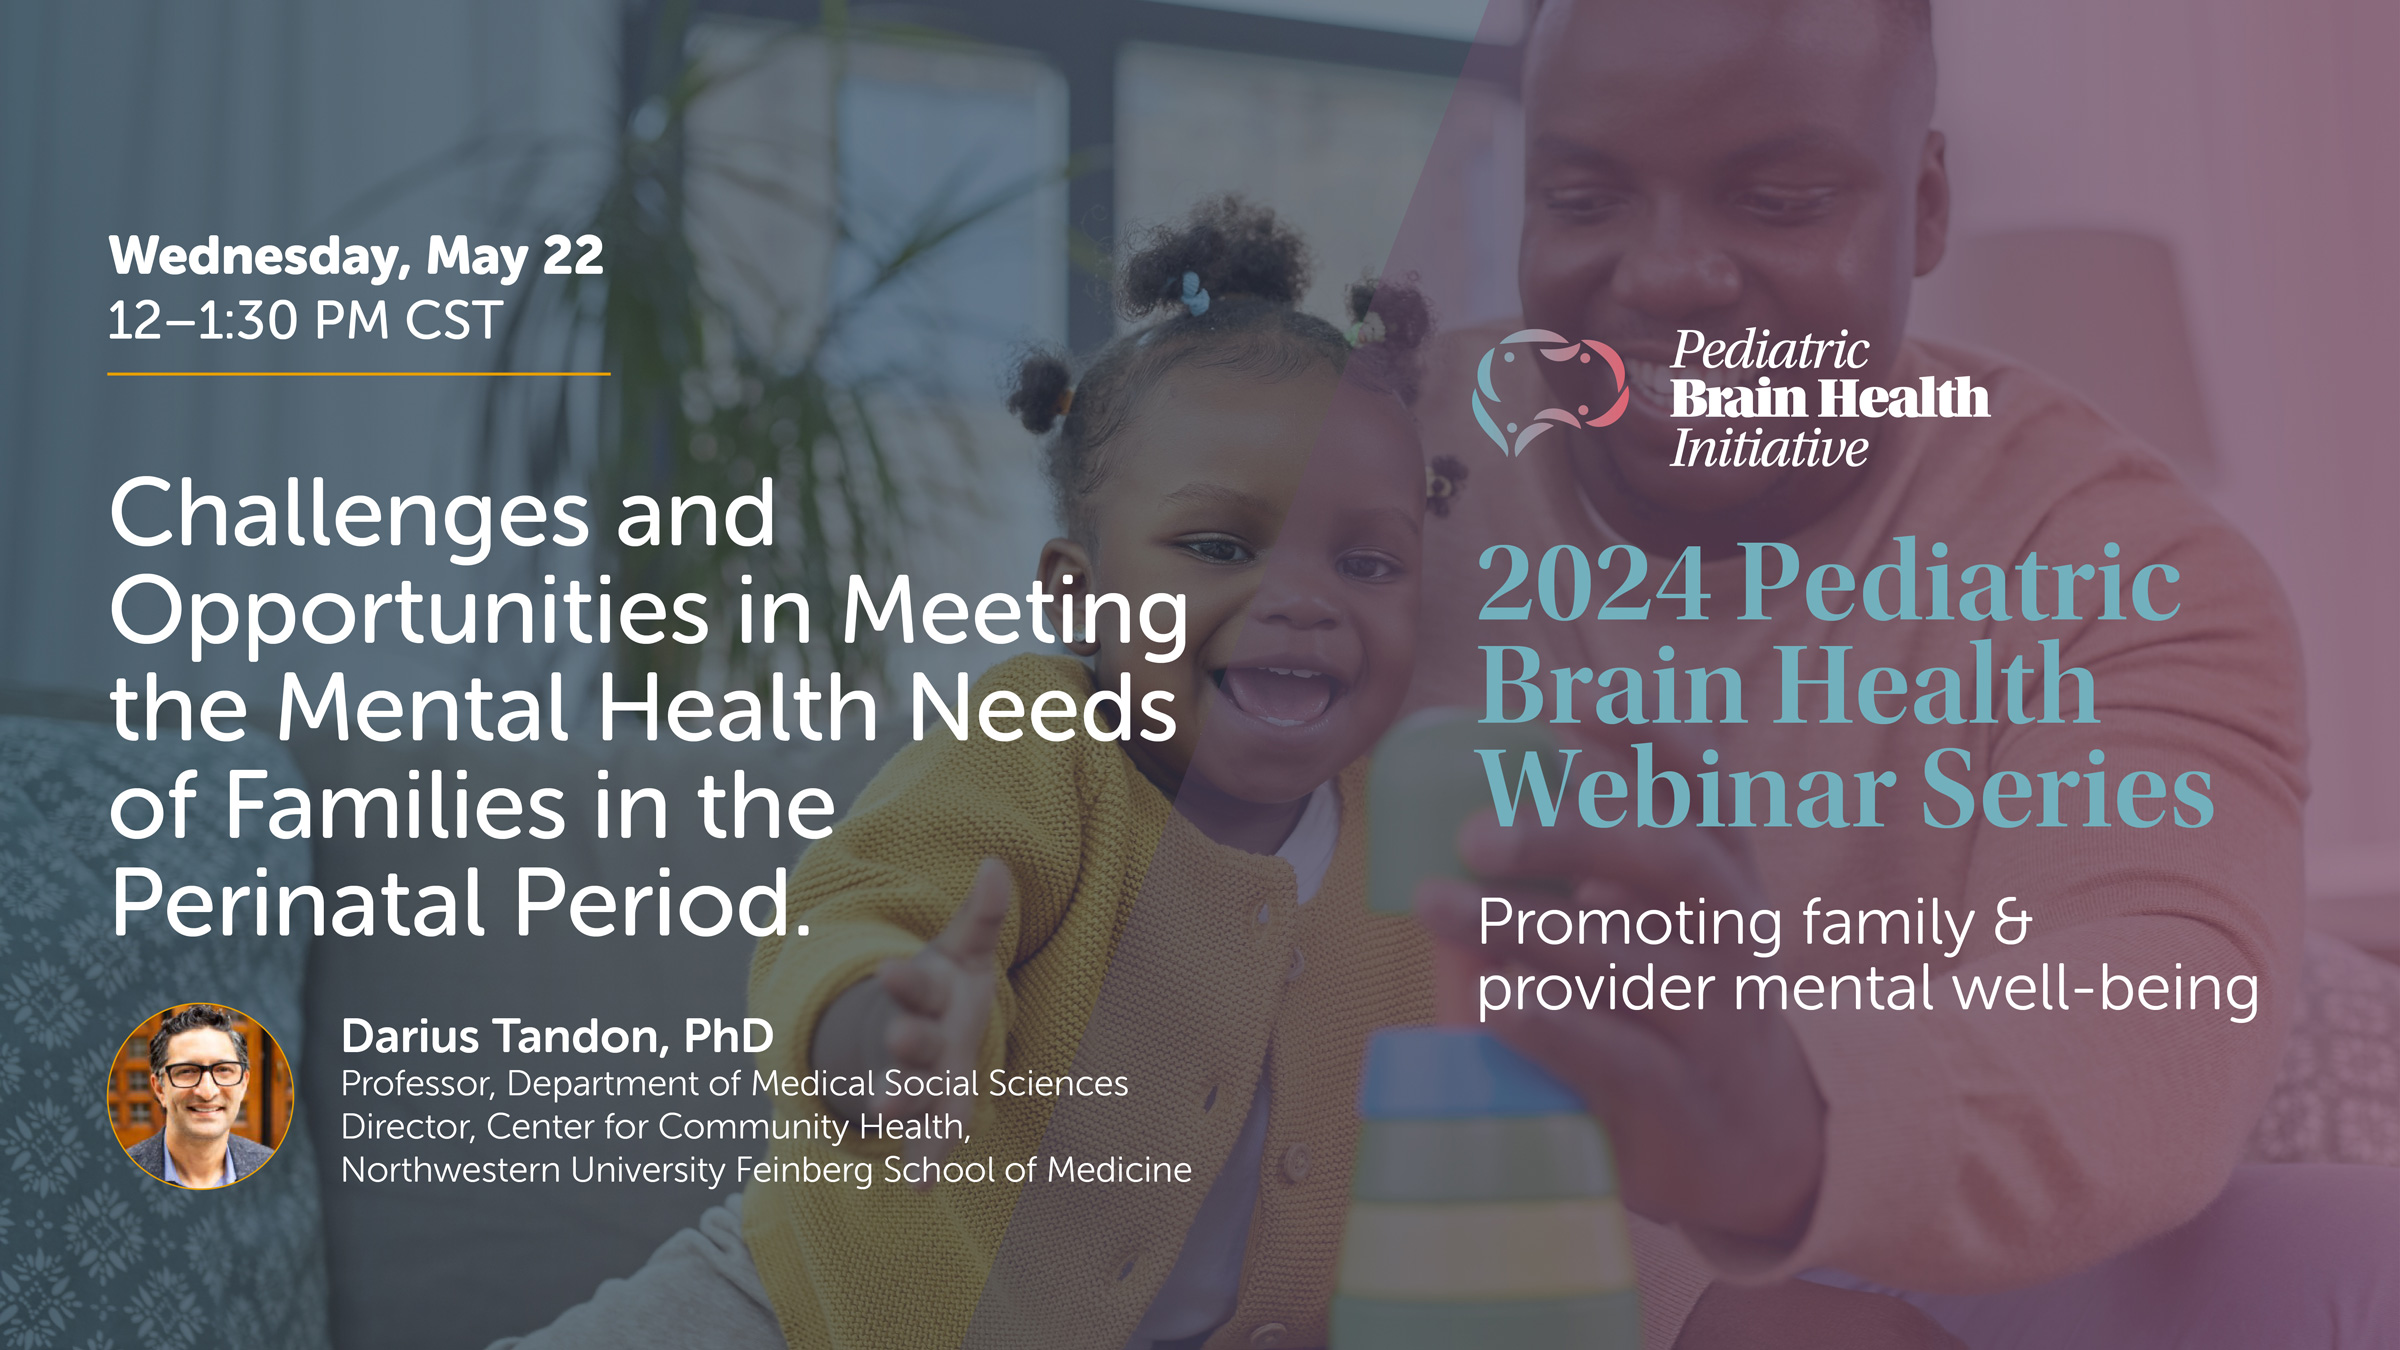 Wednesday, May 22
12–1:30 PM CST
Challenges and
Opportunities in Meeting
the Mental Health Needs
of Families in the
Perinatal Period.
Darius Tandon, PhD
Professor, Department of Medical Social Sciences
Director, Center for Community Health,
Northwestern University Feinberg School of Medicine
Pediatric
Brain Health
Initiative
2024 Pediatric
Brain Health
Webinar Series
Promoting family &
provider mental well-being